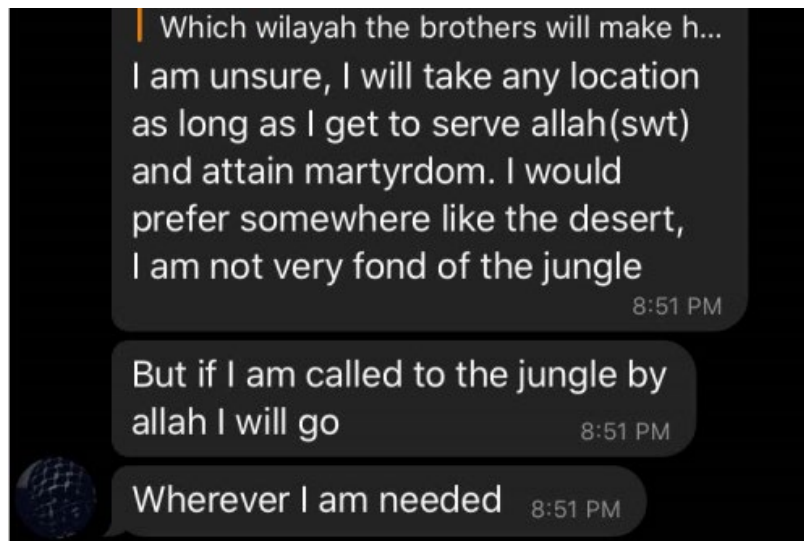 Which wilayah the brothers will make h...
I am unsure, I will take any location
as long as I get to serve allah(swt)
and attain martyrdom. I would
prefer somewhere like the desert,
I am not very fond of the jungle
8:51 PM
But if I am called to the jungle by
allah I will go
8:51 PM
Wherever I am needed
8:51 PM